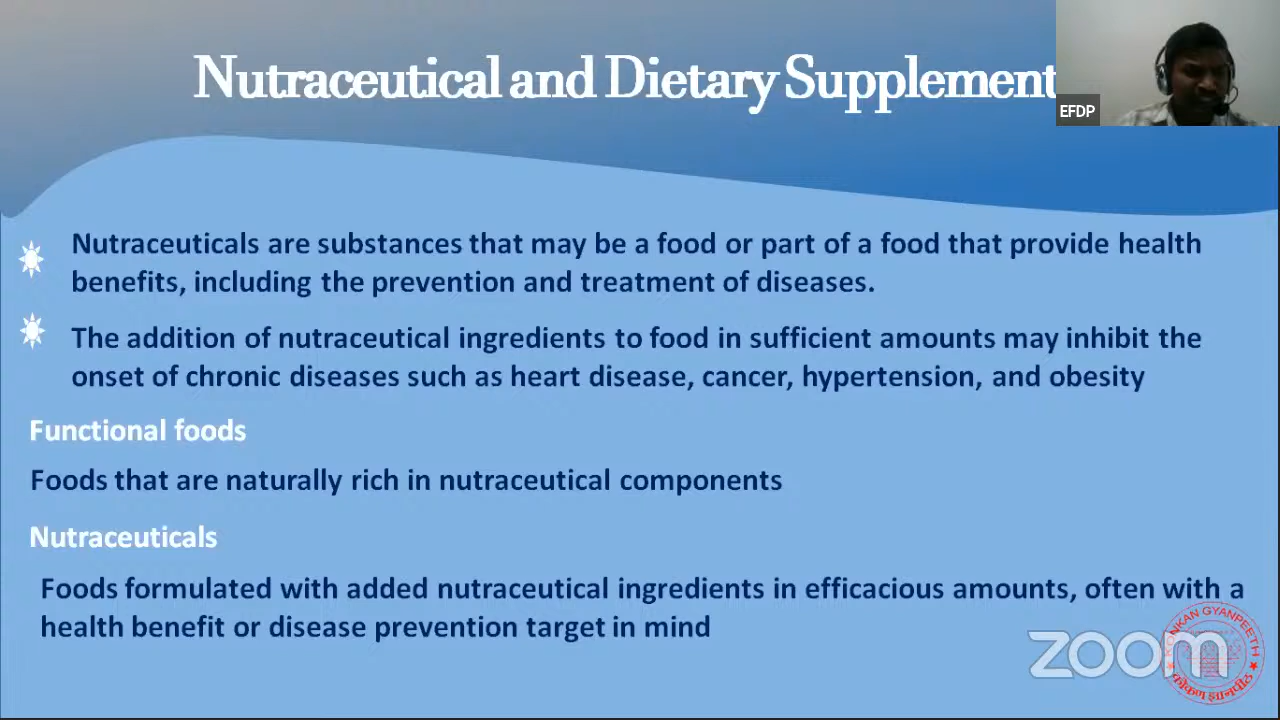 Nutraceutical and Dietary Supplement
EFDP
Nutraceuticals are substances that may be a food or part of a food that provide health
benefits, including the prevention and treatment of diseases.
The addition of nutraceutical ingredients to food in sufficient amounts may inhibit the
onset of chronic diseases such as heart disease, cancer, hypertension, and obesity
Functional foods
Foods that are naturally rich in nutraceutical components
Nutraceuticals
Foods formulated with added nutraceutical ingredients in efficacious amounts, often with a
health benefit or disease prevention target in mind
zoom
KONKAN GYANPEETH
कोंकण ज्ञानपीठ